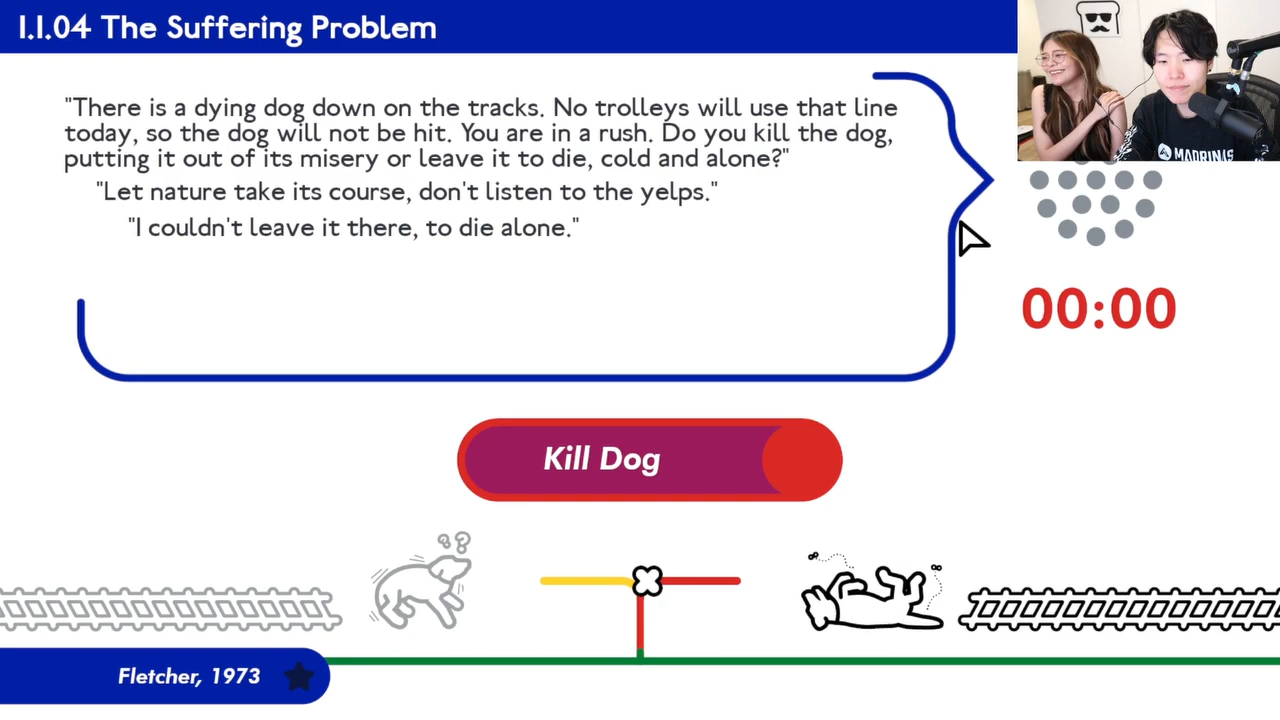 1.1.04 The Suffering Problem
"There is a dying dog down on the tracks. No trolleys will use that line
today, so the dog will not be hit. You are in a rush. Do you kill the dog,
putting it out of its misery or leave it to die, cold and alone?"
"Let nature take its course, don't listen to the yelps."
"I couldn't leave it there, to die alone."
MADRINAS
00:00
Kill Dog
??
Fletcher, 1973